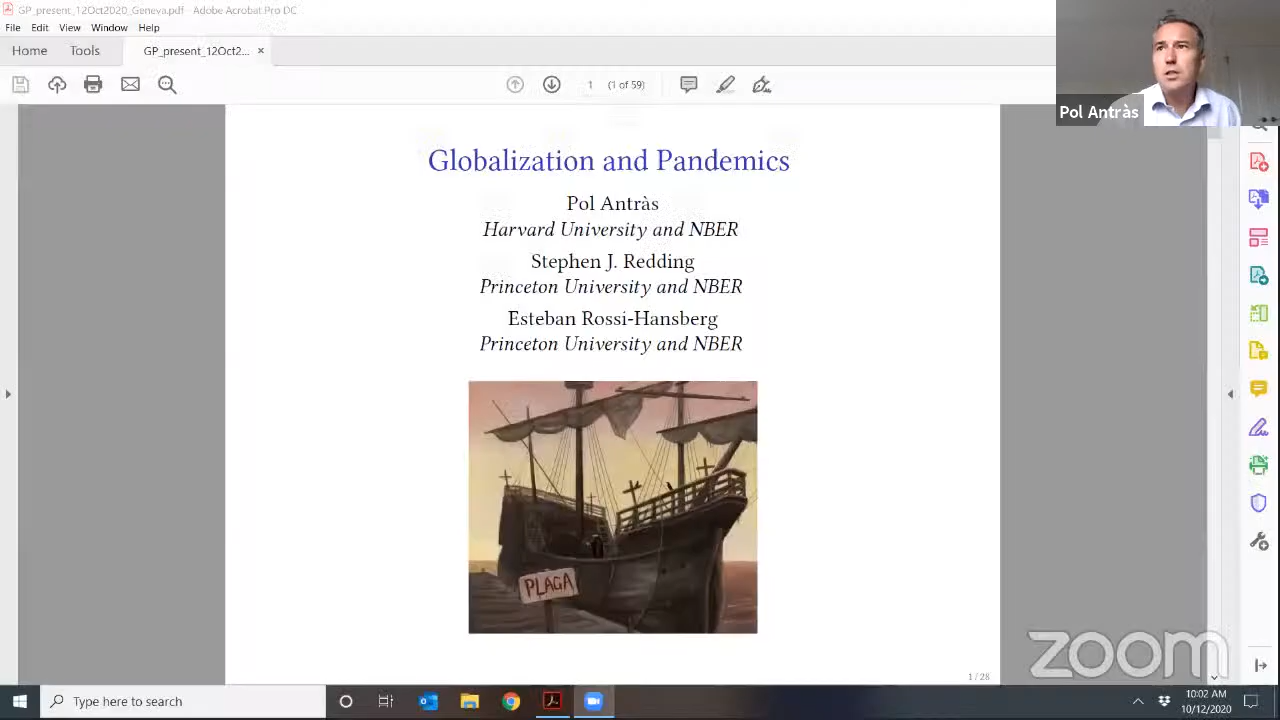 GP_present_12Oct2020_Geneva.pdf - Adobe Acrobat Pro DC
File Edit View Window Help
Home Tools GP_present_12Oct2... ×
1 (1 of 59)
Pol Antràs
Globalization and Pandemics
Pol Antràs
Harvard University and NBER
Stephen J. Redding
Princeton University and NBER
Esteban Rossi-Hansberg
Princeton University and NBER
PLAGA
zoom
1 / 28
Type here to search
10:02 AM
10/12/2020